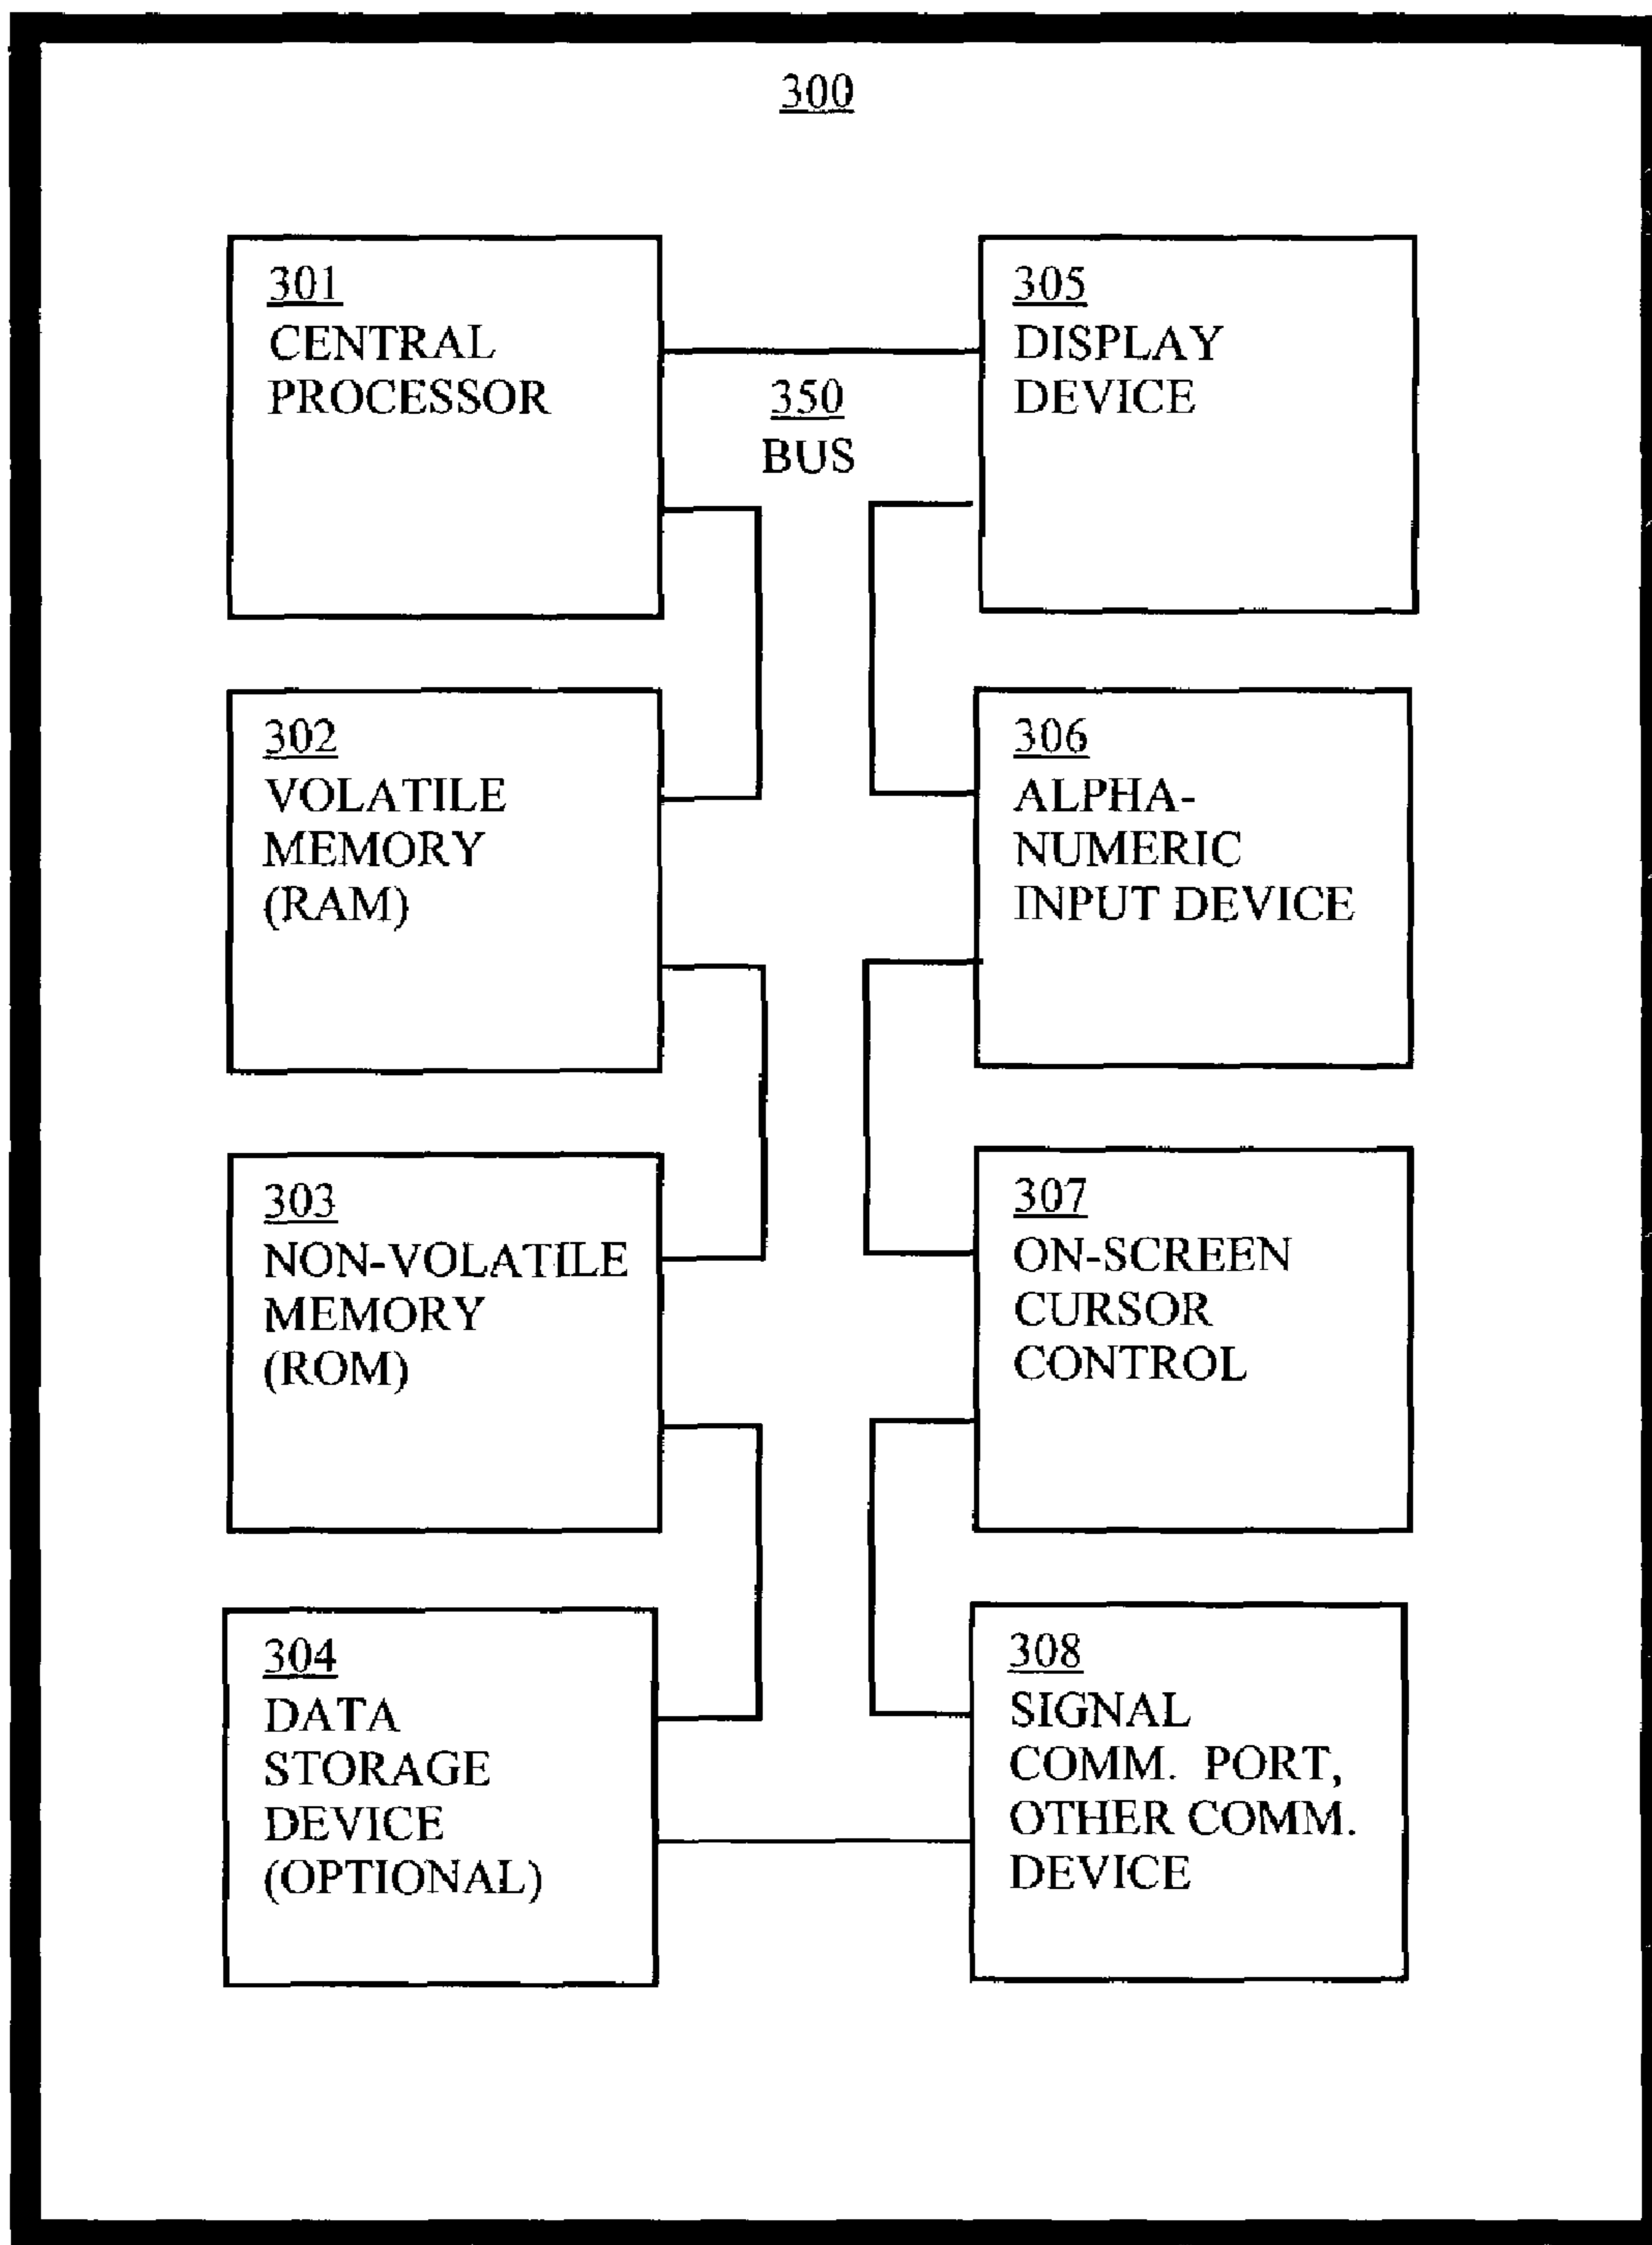 300
301
CENTRAL
PROCESSOR
305
DISPLAY
DEVICE
350
BUS
302
VOLATILE
MEMORY
(RAM)
306
ALPHA-
NUMERIC
INPUT DEVICE
303
NON-VOLATILE
MEMORY
(ROM)
307
ON-SCREEN
CURSOR
CONTROL
304
DATA
STORAGE
DEVICE
(OPTIONAL)
308
SIGNAL
COMM. PORT,
OTHER COMM.
DEVICE